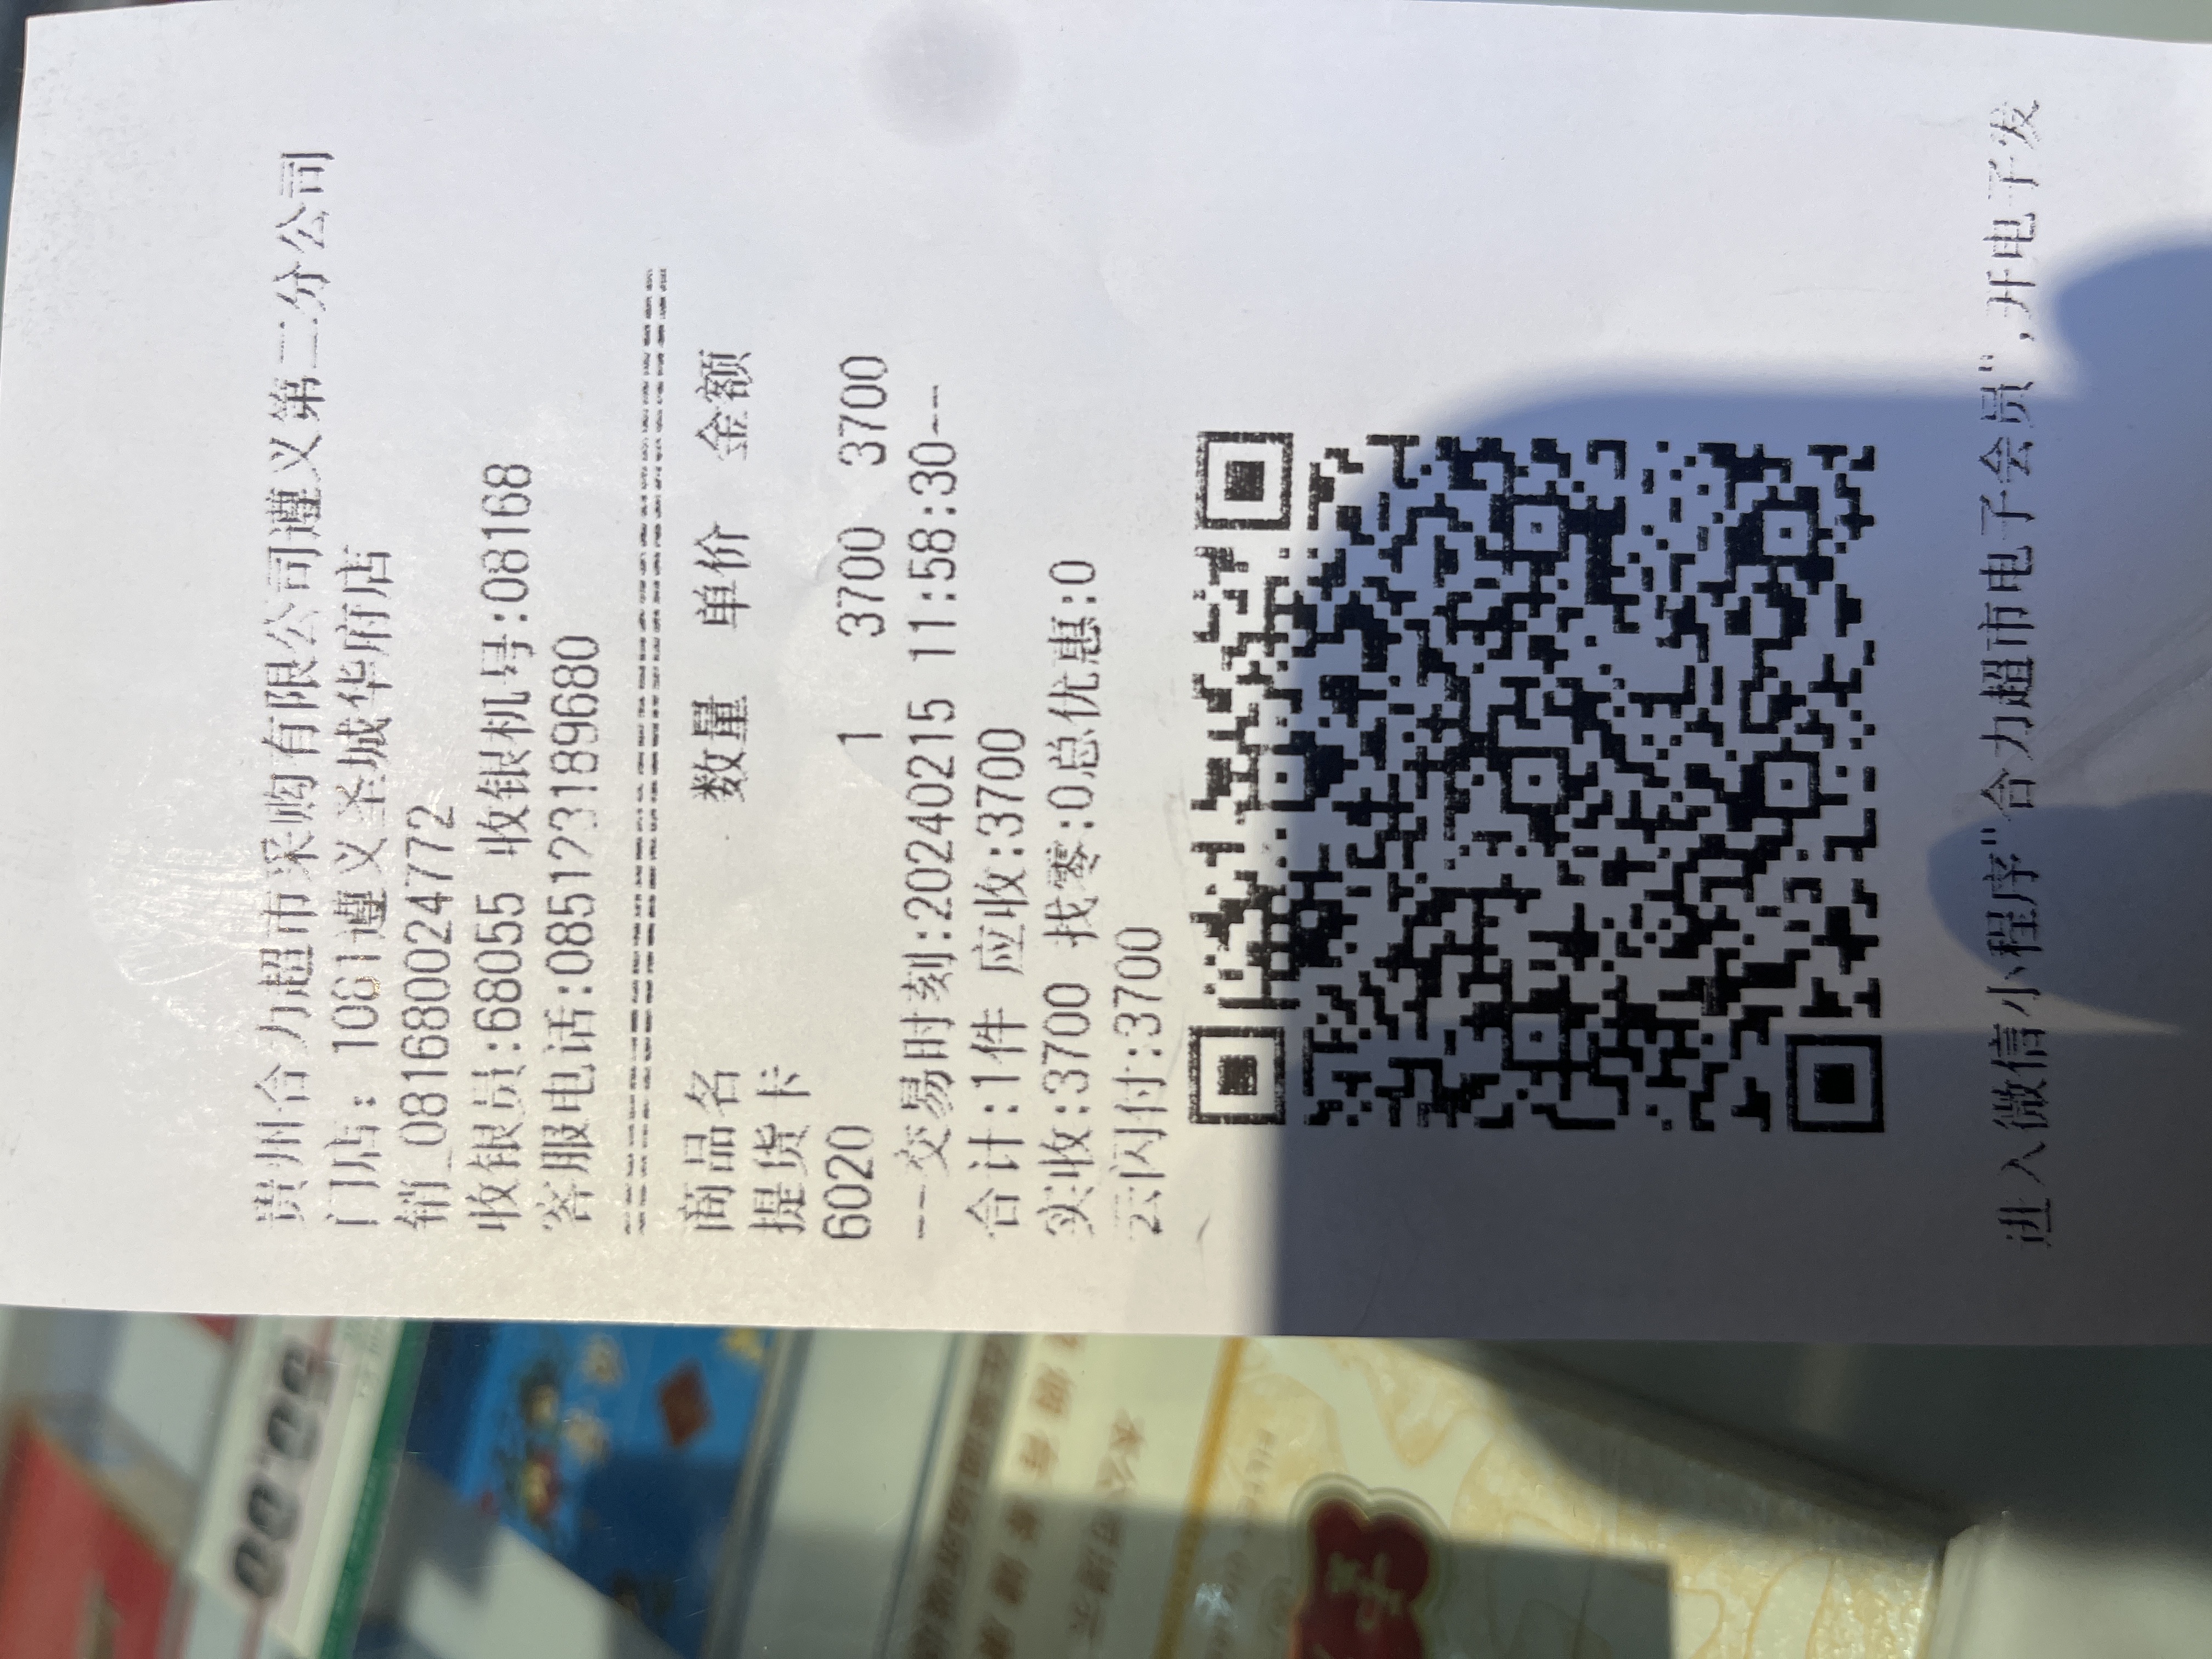 贵州合力超市采购有限公司遵义第二分公司
门店: 1061遵义圣城华府店
销_08168002 4772
收银员:68055 收银机号:08168
客服电话:085123189680
商品名 数量 单价 金额
提货卡
6020 1 3700 3700
--交易时刻:20240215 11:58:30--
合计:1件 应收:3700
实收:3700 找零:0总优惠:0
云闪付:3700
进入微信小程序"合力超市电子会员",开电子发